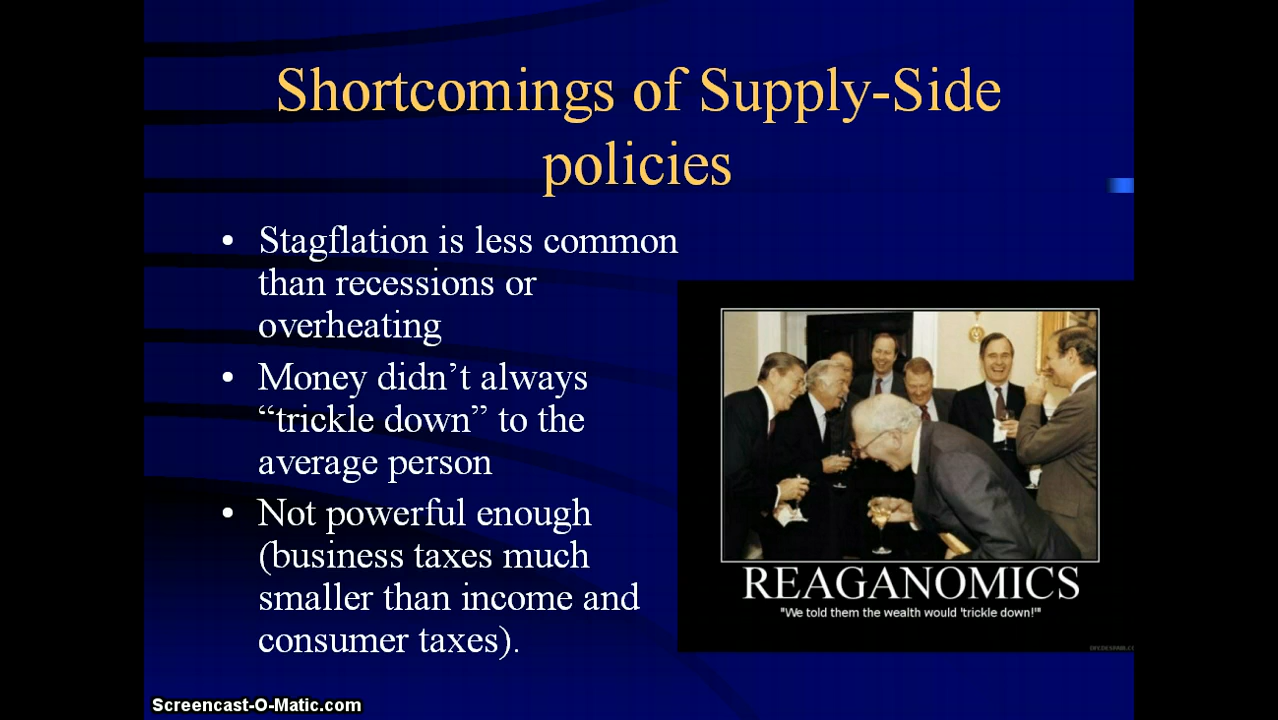 Shortcomings of Supply-Side
policies
• Stagflation is less common
than recessions or
overheating
• Money didn’t always
“trickle down” to the
average person
• Not powerful enough
(business taxes much
smaller than income and
consumer taxes).
REAGANOMICS
"We told them the wealth would 'trickle down!'"
Screencast-O-Matic.com